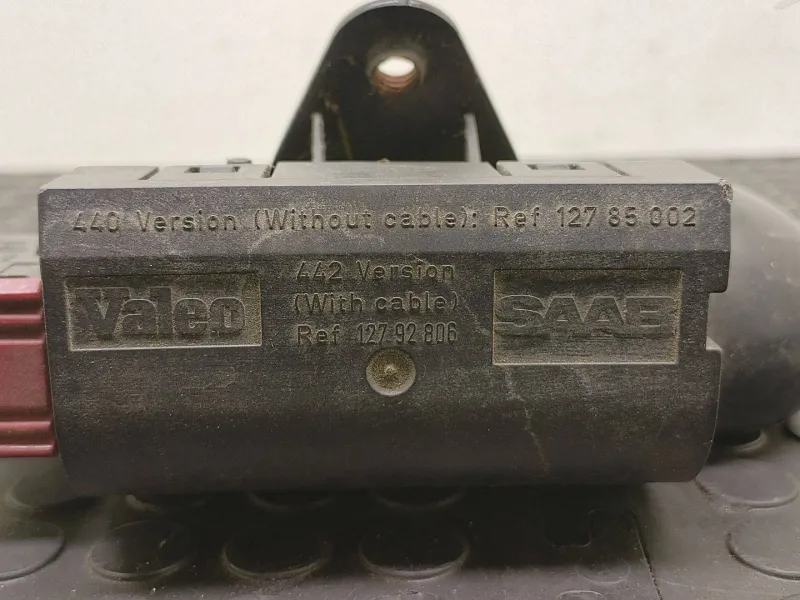 440 Version (Without cable): Ref 127 85 002
Valeo
442 Version
(With cable)
Ref 127 92 806
SAAB